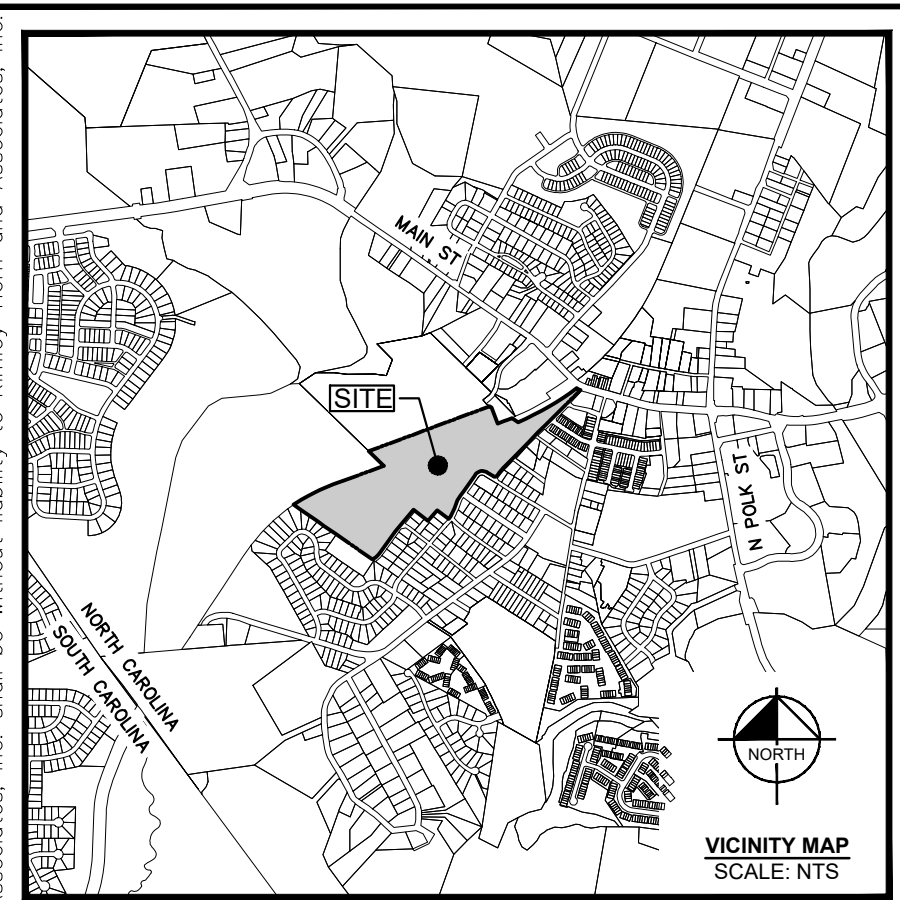 MAIN ST
SITE
N POLK ST
NORTH CAROLINA
SOUTH CAROLINA
NORTH
VICINITY MAP
SCALE: NTS